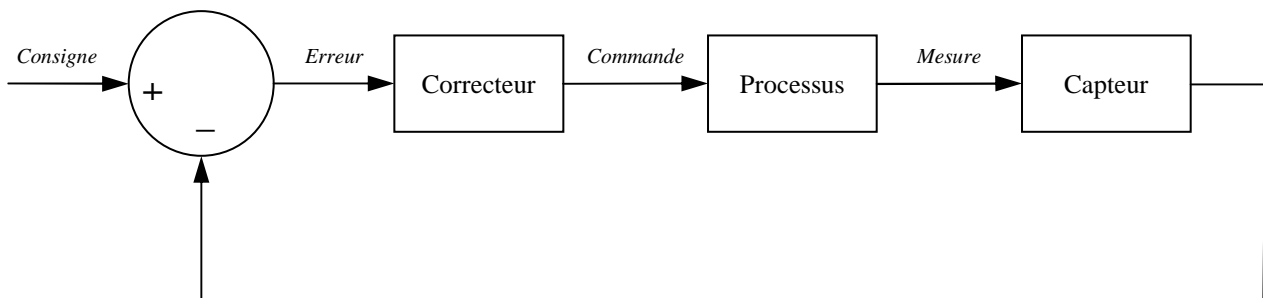 Consigne
+
−
Erreur
Correcteur
Commande
Processus
Mesure
Capteur